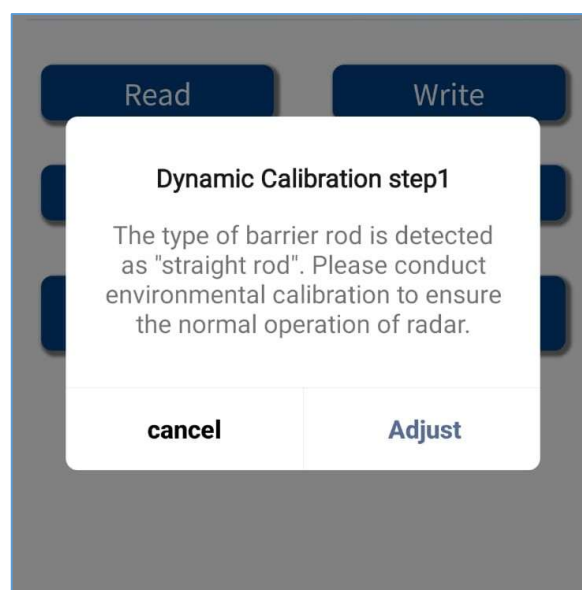 Read
Write
Dynamic Calibration step1
The type of barrier rod is detected
as "straight rod". Please conduct
environmental calibration to ensure
the normal operation of radar.
cancel
Adjust